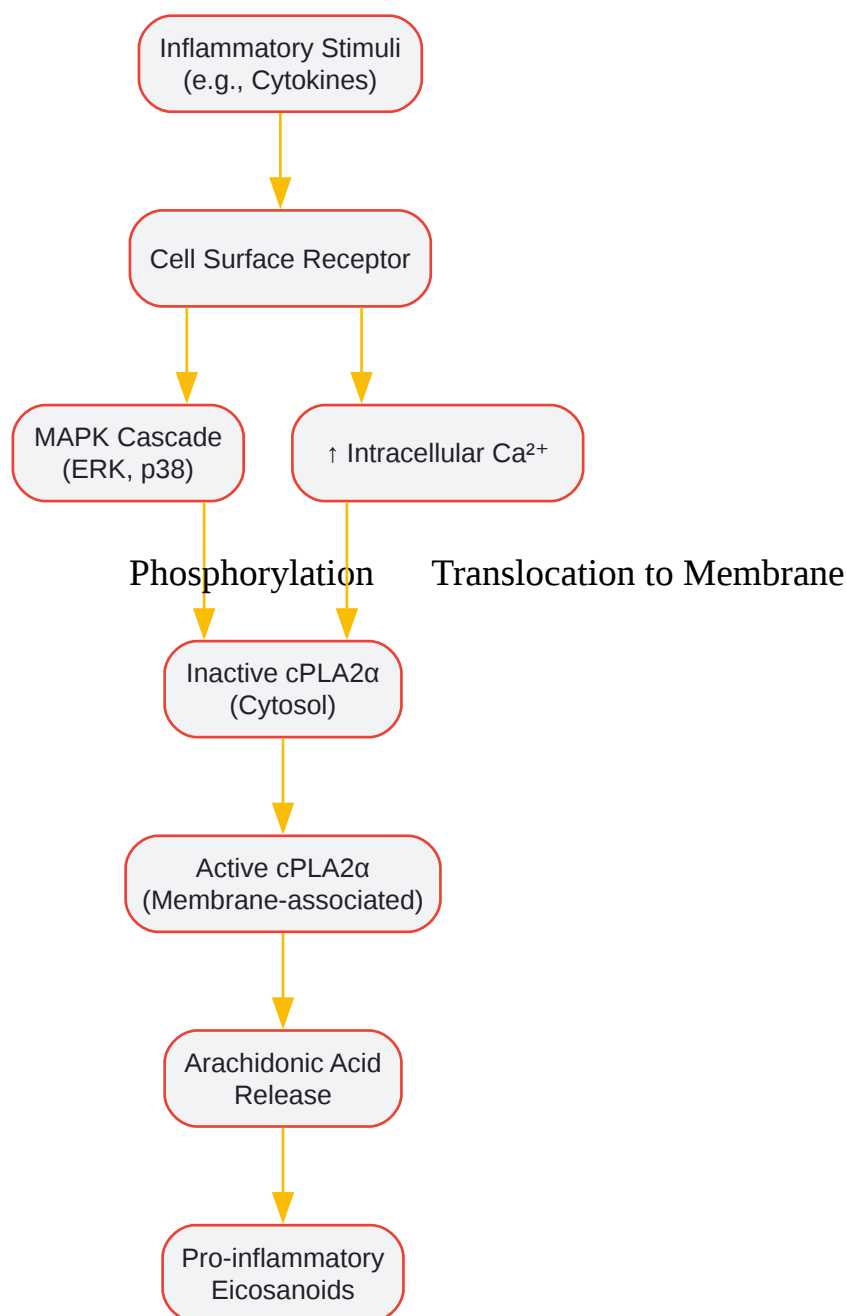 Inflammatory Stimuli
(e.g., Cytokines)
Cell Surface Receptor
MAPK Cascade
(ERK, p38)
↑ Intracellular Ca²⁺
Phosphorylation
Translocation to Membrane
Inactive cPLA2α
(Cytosol)
Active cPLA2α
(Membrane-associated)
Arachidonic Acid
Release
Pro-inflammatory
Eicosanoids